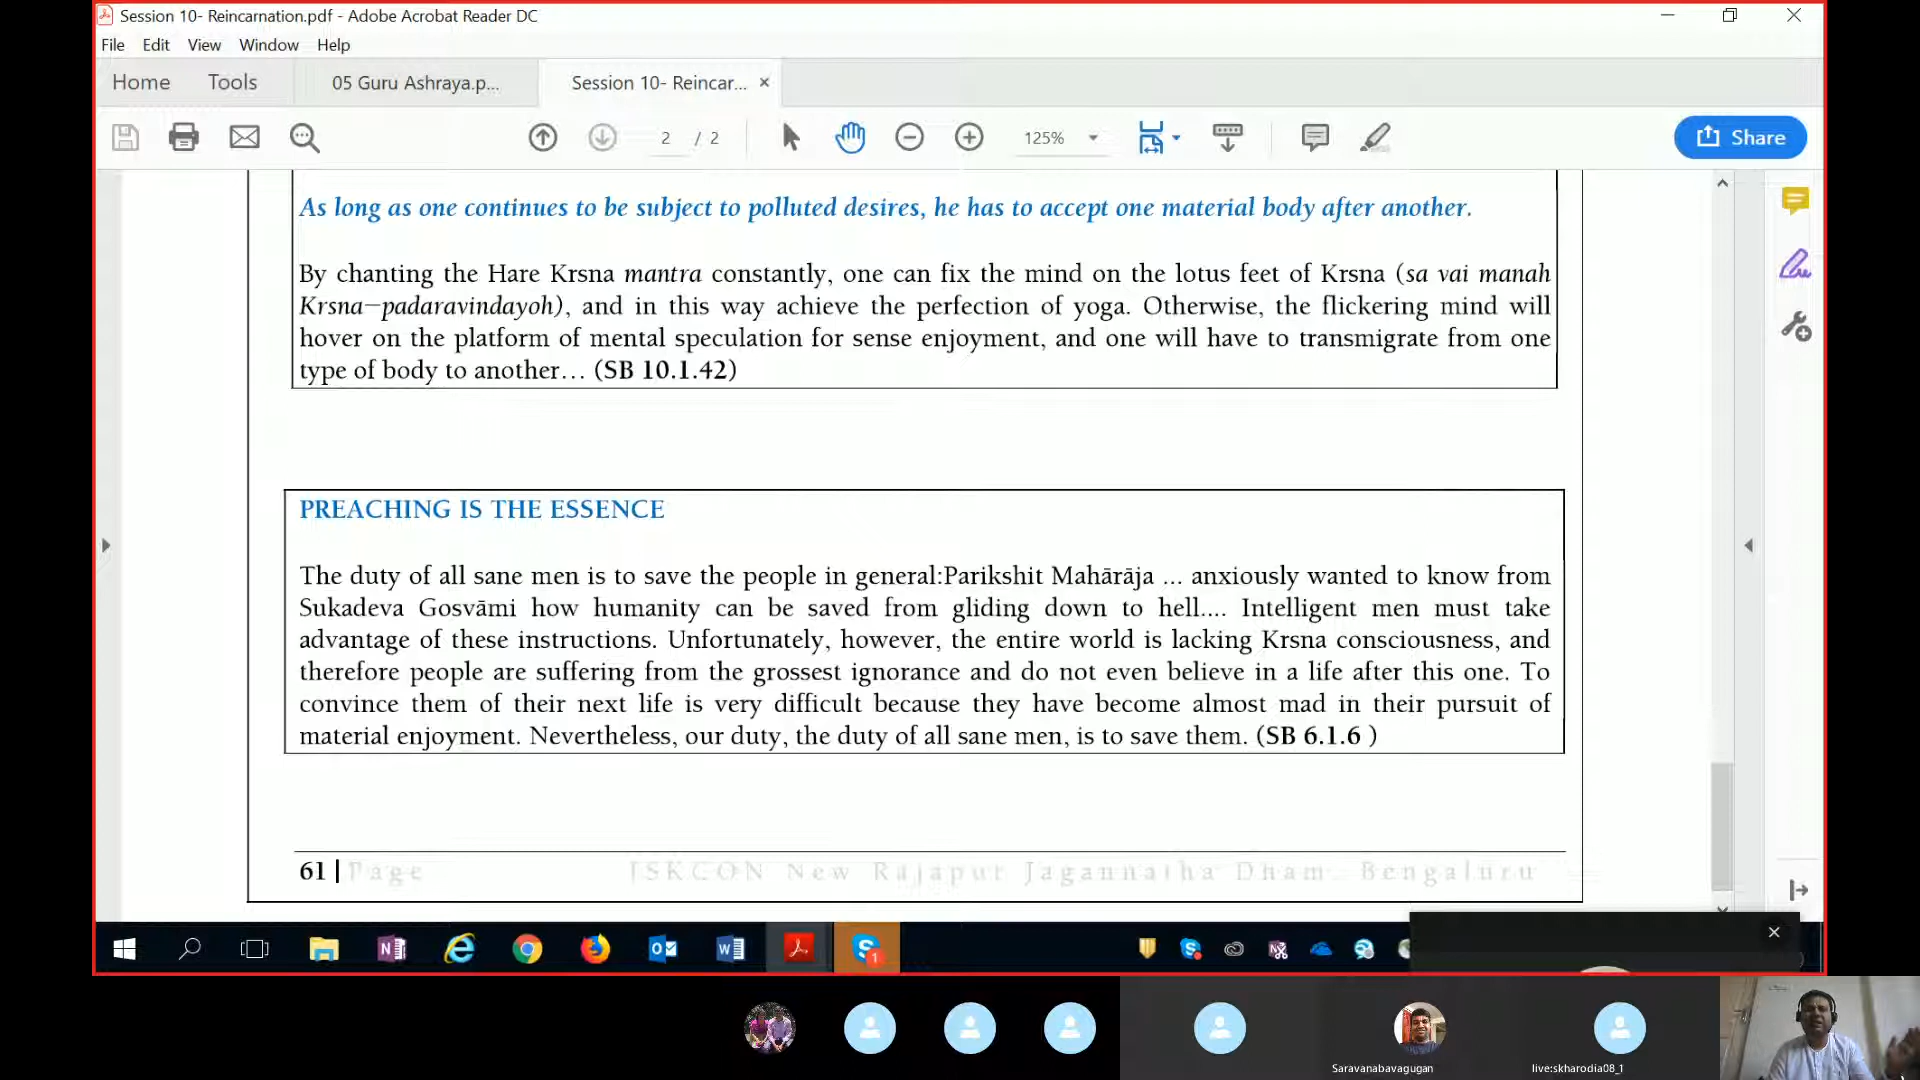 Session 10- Reincarnation.pdf - Adobe Acrobat Reader DC
File Edit View Window Help
Home Tools 05 Guru Ashraya.p... Session 10- Reincar...
2 / 2 125% Share
As long as one continues to be subject to polluted desires, he has to accept one material body after another.
By chanting the Hare Krsna mantra constantly, one can fix the mind on the lotus feet of Krsna (sa vai manah
Krsna–padaravindayoh), and in this way achieve the perfection of yoga. Otherwise, the flickering mind will
hover on the platform of mental speculation for sense enjoyment, and one will have to transmigrate from one
type of body to another… (SB 10.1.42)
PREACHING IS THE ESSENCE
The duty of all sane men is to save the people in general:Parikshit Mahārāja ... anxiously wanted to know from
Sukadeva Gosvāmi how humanity can be saved from gliding down to hell.... Intelligent men must take
advantage of these instructions. Unfortunately, however, the entire world is lacking Krsna consciousness, and
therefore people are suffering from the grossest ignorance and do not even believe in a life after this one. To
convince them of their next life is very difficult because they have become almost mad in their pursuit of
material enjoyment. Nevertheless, our duty, the duty of all sane men, is to save them. (SB 6.1.6 )
61 | Page ISKCON New Rajapur Jagannatha Dham, Bengaluru
1
Saravanabavagugan live:skharodia08_1